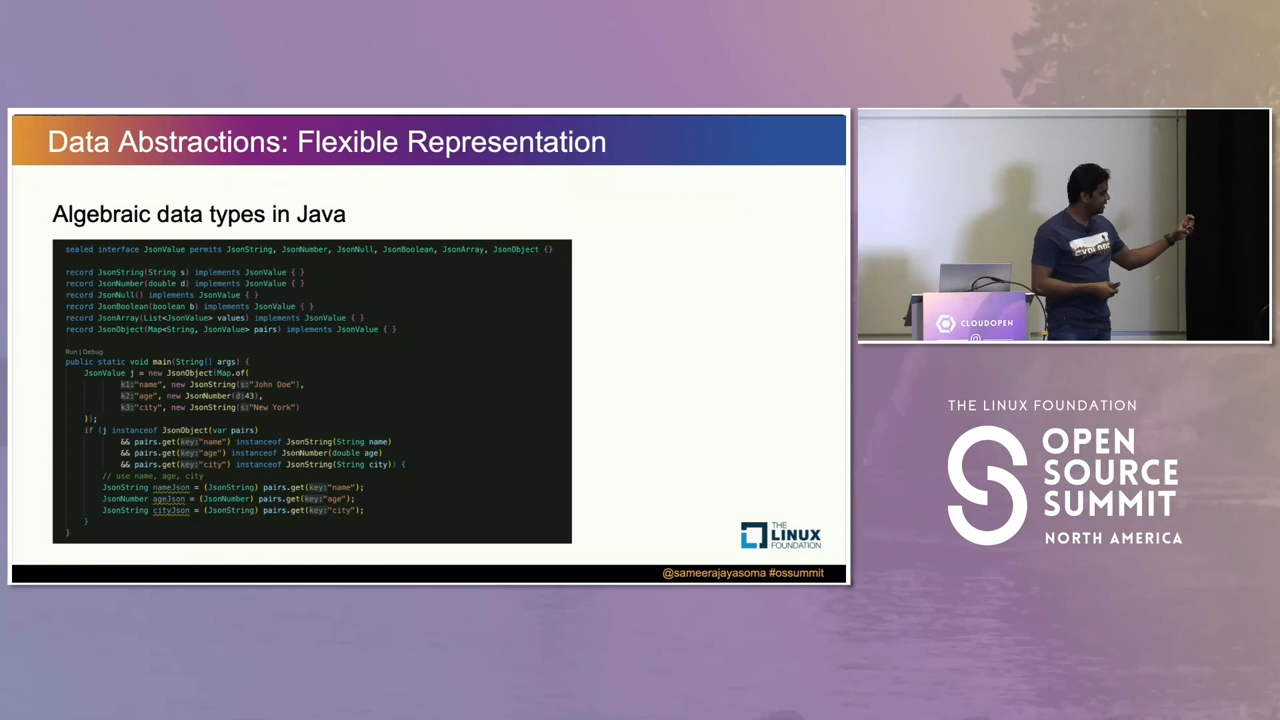 Data Abstractions: Flexible Representation
Algebraic data types in Java
sealed interface JsonValue permits JsonString, JsonNumber, JsonNull, JsonBoolean, JsonArray, JsonObject {}
record JsonString(String s) implements JsonValue { }
record JsonNumber(double d) implements JsonValue { }
record JsonNull() implements JsonValue { }
record JsonBoolean(boolean b) implements JsonValue { }
record JsonArray(List<JsonValue> values) implements JsonValue { }
record JsonObject(Map<String, JsonValue> pairs) implements JsonValue { }
Run | Debug
public static void main(String[] args) {
JsonValue j = new JsonObject(Map.of(
k1:"name", new JsonString(s:"John Doe"),
k2:"age", new JsonNumber(d:43),
k3:"city", new JsonString(s:"New York")
));
if (j instanceof JsonObject(var pairs)
&& pairs.get(key:"name") instanceof JsonString(String name)
&& pairs.get(key:"age") instanceof JsonNumber(double age)
&& pairs.get(key:"city") instanceof JsonString(String city)) {
// use name, age, city
JsonString nameJson = (JsonString) pairs.get(key:"name");
JsonNumber ageJson = (JsonNumber) pairs.get(key:"age");
JsonString cityJson = (JsonString) pairs.get(key:"city");
}
}
THE
LINUX
FOUNDATION
@sameerajayasoma #ossummit
EXPLORE
CLOUDOPEN
THE LINUX FOUNDATION
OPEN
SOURCE
SUMMIT
NORTH AMERICA